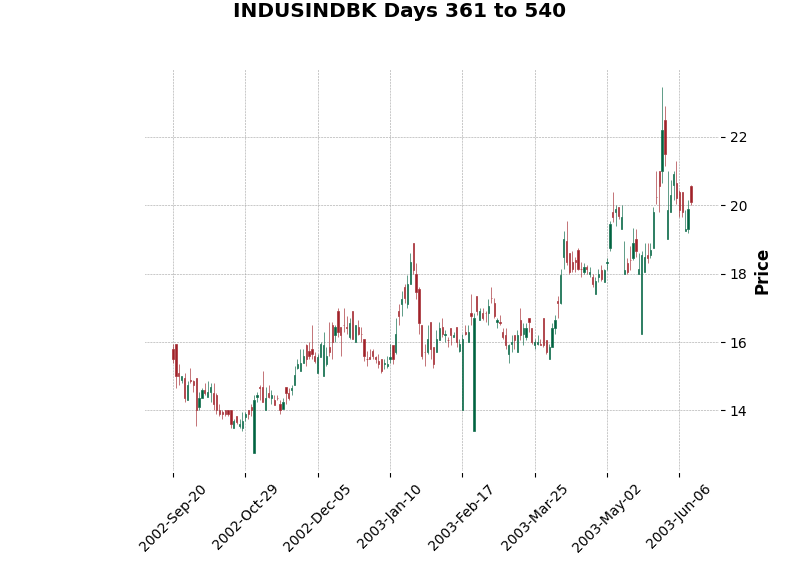 INDUSINDBK Days 361 to 540
22
20
18
16
14
Price
2002-Sep-20
2002-Oct-29
2002-Dec-05
2003-Jan-10
2003-Feb-17
2003-Mar-25
2003-May-02
2003-Jun-06